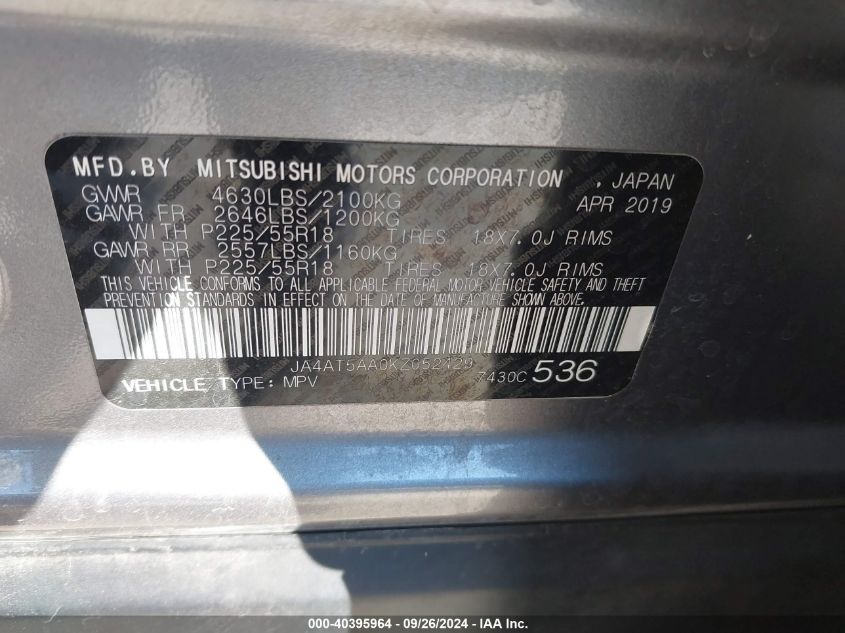 MFD.BY MITSUBISHI MOTORS CORPORATION , JAPAN
GVWR 4630LBS/2100KG APR 2019
GAWR FR 2646LBS/1200KG
WITH P225/55R18 TIRES 18X7.0J RIMS
GAWR RR 2557LBS/1160KG
WITH P225/55R18 TIRES 18X7.0J RIMS
THIS VEHICLE CONFORMS TO ALL APPLICABLE FEDERAL MOTOR VEHICLE SAFETY AND THEFT
PREVENTION STANDARDS IN EFFECT ON THE DATE OF MANUFACTURE SHOWN ABOVE.
JA4AT5AA0KZ052129
VEHICLE TYPE: MPV 7430C 536
000-40395964 - 09/26/2024 - IAAI.com